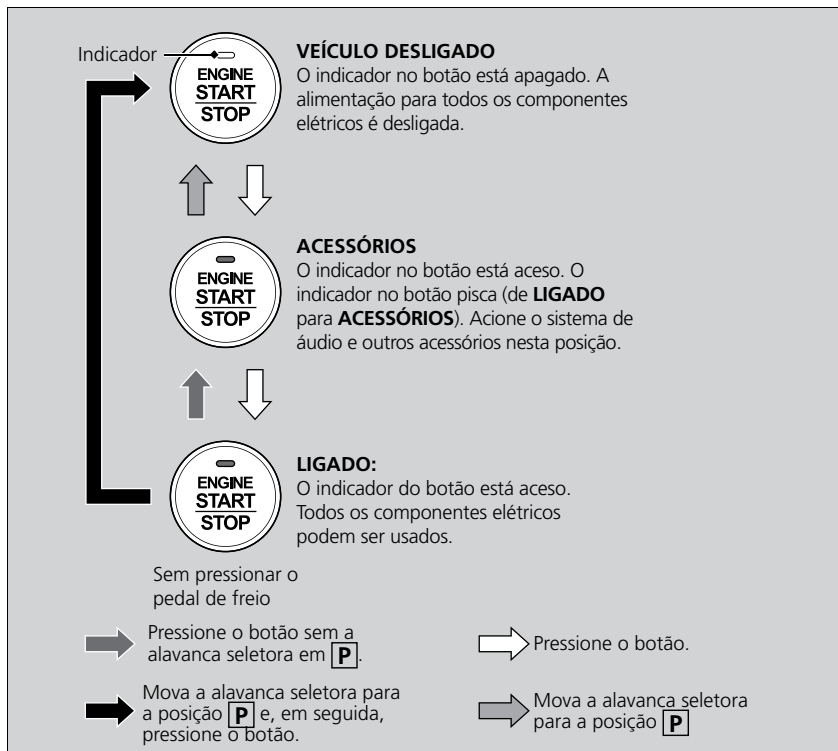 Indicador
ENGINE
START
STOP
VEÍCULO DESLIGADO
O indicador no botão está apagado. A
alimentação para todos os componentes
elétricos é desligada.
ENGINE
START
STOP
ACESSÓRIOS
O indicador no botão está aceso. O
indicador no botão pisca (de LIGADO
para ACESSÓRIOS). Acione o sistema de
áudio e outros acessórios nesta posição.
ENGINE
START
STOP
LIGADO:
O indicador do botão está aceso.
Todos os componentes elétricos
podem ser usados.
Sem pressionar o
pedal de freio
Pressione o botão sem a
alavanca seletora em P.
Pressione o botão.
Mova a alavanca seletora para
a posição P e, em seguida,
pressione o botão.
Mova a alavanca seletora
para a posição P